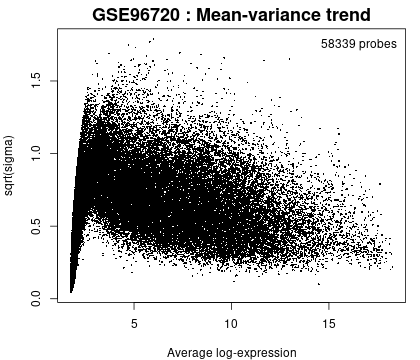 GSE96720 : Mean-variance trend
58339 probes
sqrt(sigma)
1.5
1.0
0.5
0.0
5 10 15
Average log-expression